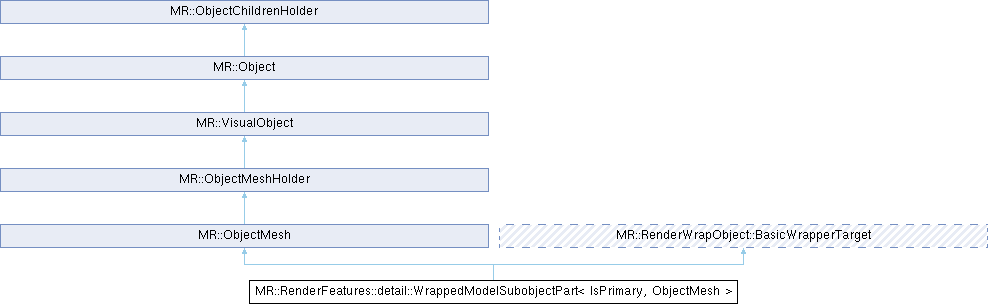 MR::ObjectChildrenHolder
MR::Object
MR::VisualObject
MR::ObjectMeshHolder
MR::ObjectMesh
MR::RenderWrapObject::BasicWrapperTarget
MR::RenderFeatures::detail::WrappedModelSubobjectPart< IsPrimary, ObjectMesh >